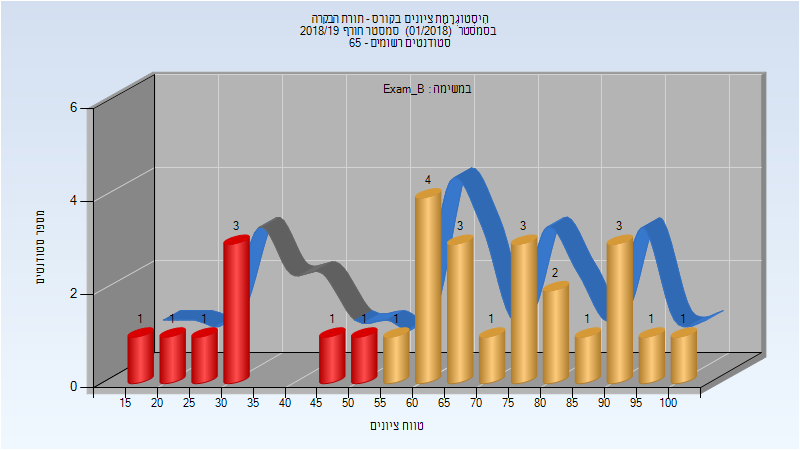 היסטוגרמת ציונים בקורס - תורת הבקרה
בסמסטר (01/2018) סמסטר חורף 2018/19
סטודנטים רשומים - 65
במשימה : Exam_B
מספר סטודנטים
6
4
2
0
1 1 1 3 1 1 1 4 3 1 3 2 1 3 1 1
15 20 25 30 35 40 45 50 55 60 65 70 75 80 85 90 95 100
טווח ציונים